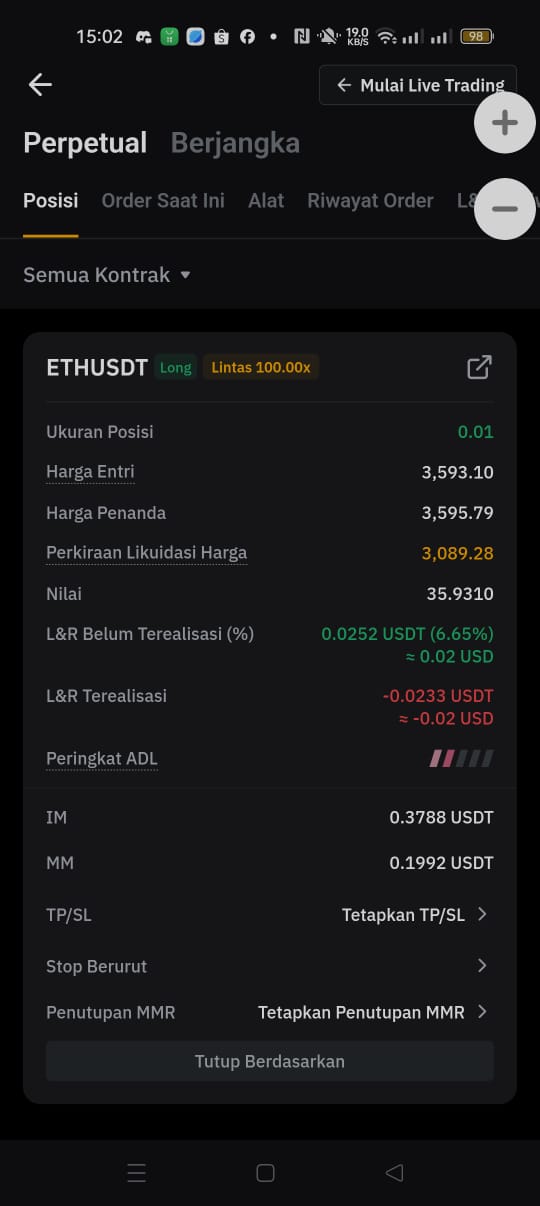 15:02
19.0
KB/S
98
← Mulai Live Trading
Perpetual Berjangka
Posisi Order Saat Ini Alat Riwayat Order
Semua Kontrak
ETHUSDT Long Lintas 100.00x
Ukuran Posisi 0.01
Harga Entri 3,593.10
Harga Penanda 3,595.79
Perkiraan Likuidasi Harga 3,089.28
Nilai 35.9310
L&R Belum Terealisasi (%) 0.0252 USDT (6.65%)
≈ 0.02 USD
L&R Terealisasi -0.0233 USDT
≈ -0.02 USD
Peringkat ADL
IM 0.3788 USDT
MM 0.1992 USDT
TP/SL Tetapkan TP/SL
Stop Berurut
Penutupan MMR Tetapkan Penutupan MMR
Tutup Berdasarkan